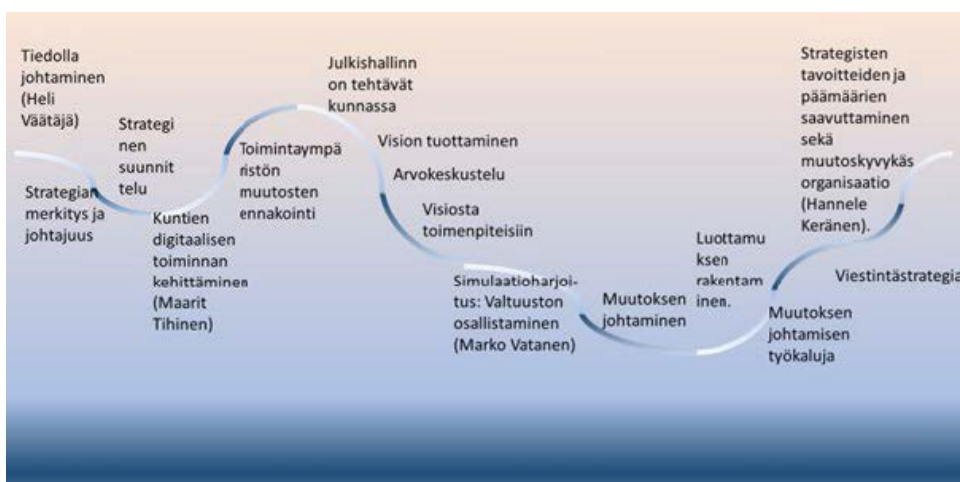 Tiedolla
johtaminen
(Heli
Väätäjä)
Strategian
merkitys ja
johtajuus
Strategi
nen
suunnit
telu
Kuntien
digitaalisen
toiminnan
kehittäminen
(Maarit
Tihinen)
Toimintaympä
ristön
muutosten
ennakointi
Julkishallinn
on tehtävät
kunnassa
Vision tuottaminen
Arvokeskustelu
Visiosta
toimenpiteisiin
Simulaatioharjoi-
tus: Valtuuston
osallistaminen
(Marko Vatanen)
Muutoksen
johtaminen
Luottamu
ksen
rakentam
inen.
Muutoksen
johtamisen
työkaluja
Strategisten
tavoitteiden ja
päämäärien
saavuttaminen
sekä
muutoskyvykäs
organisaatio
(Hannele
Keränen).
Viestintästrategia